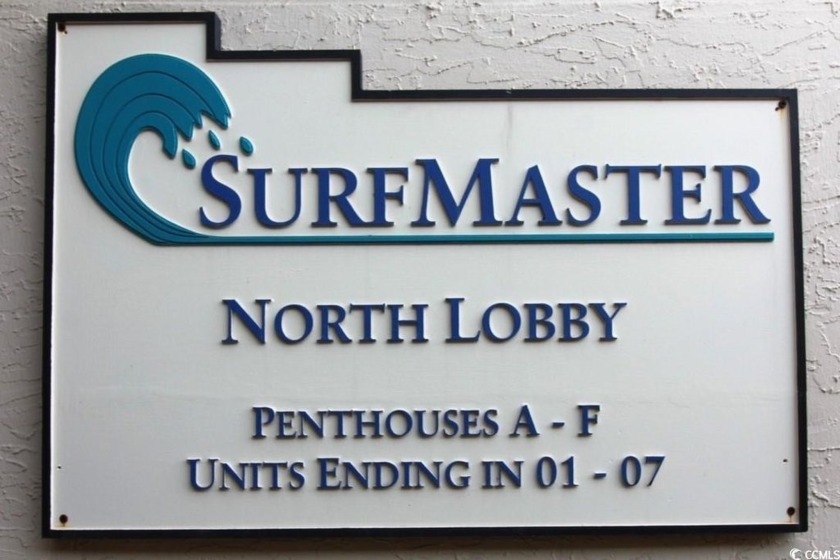 SURFMASTER
NORTH LOBBY
PENTHOUSES A - F
UNITS ENDING IN 01 - 07
CCMLS